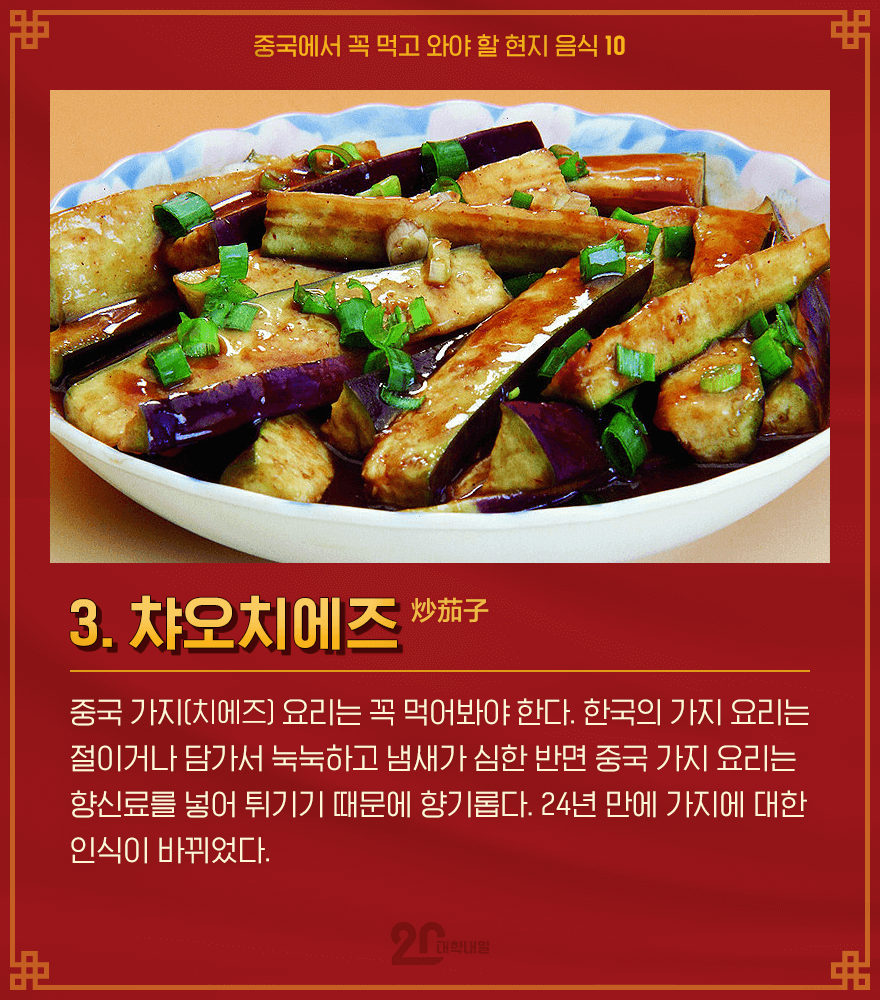 중국에서 꼭 먹고 와야 할 현지 음식 10
3. 챠오치에즈 炒茄子
중국 가지(치에즈) 요리는 꼭 먹어봐야 한다. 한국의 가지 요리는
절이거나 담가서 눅눅하고 냄새가 심한 반면 중국 가지 요리는
향신료를 넣어 튀기기 때문에 향기롭다. 24년 만에 가지에 대한
인식이 바뀌었다.
20 대학내일